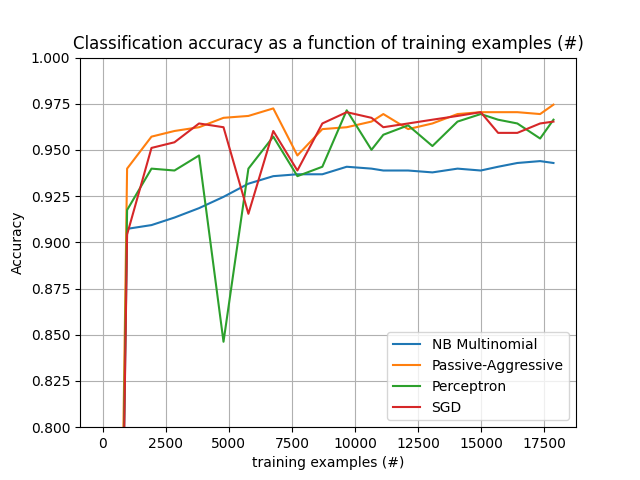 Classification accuracy as a function of training examples (#)
1.000
0.975
0.950
0.925
0.900
0.875
0.850
0.825
0.800
Accuracy
NB Multinomial
Passive-Aggressive
Perceptron
SGD
0 2500 5000 7500 10000 12500 15000 17500
training examples (#)